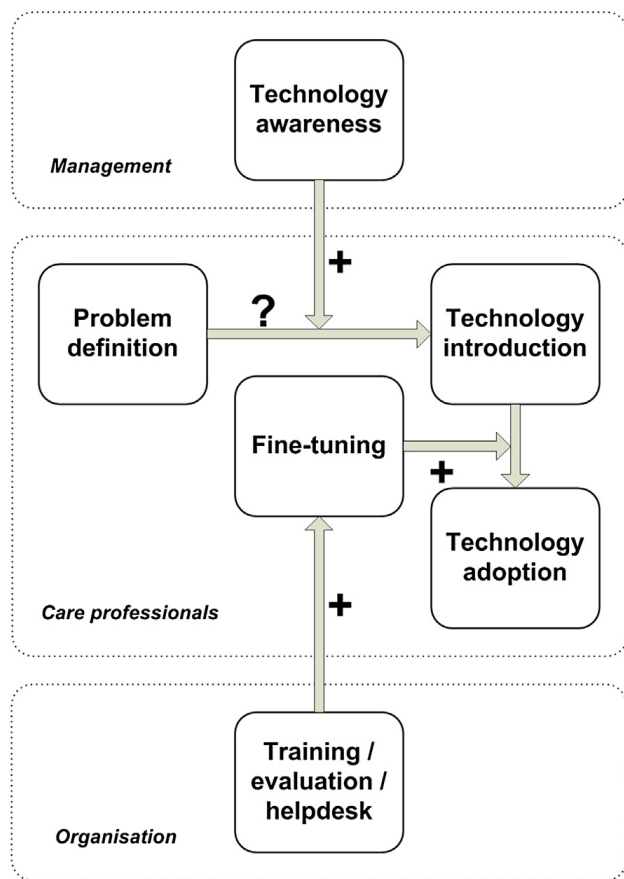 Technology
awareness
Management
+
Problem
definition
?
Technology
introduction
Fine-tuning
+
Technology
adoption
Care professionals
+
Training /
evaluation /
helpdesk
Organisation